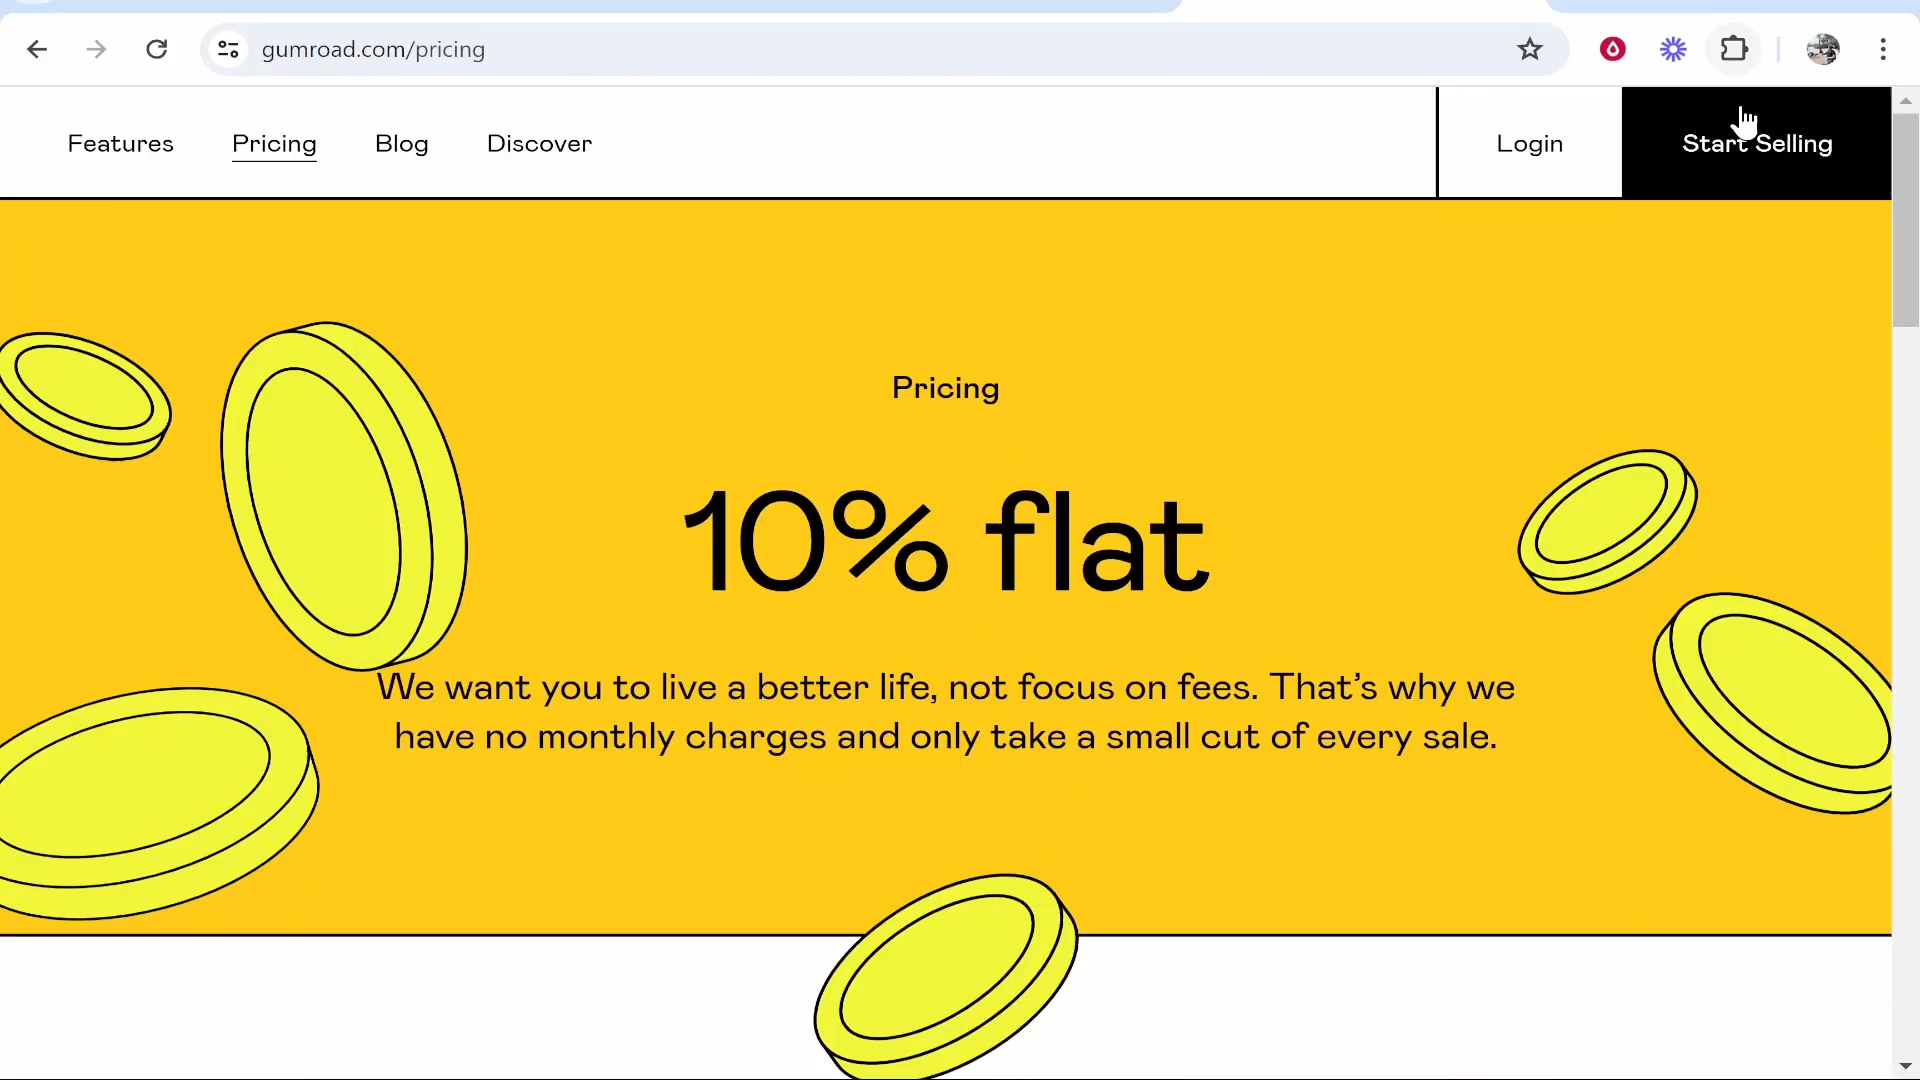 gumroad.com/pricing
Features Pricing Blog Discover Login Start Selling
Pricing
10% flat
We want you to live a better life, not focus on fees. That’s why we
have no monthly charges and only take a small cut of every sale.